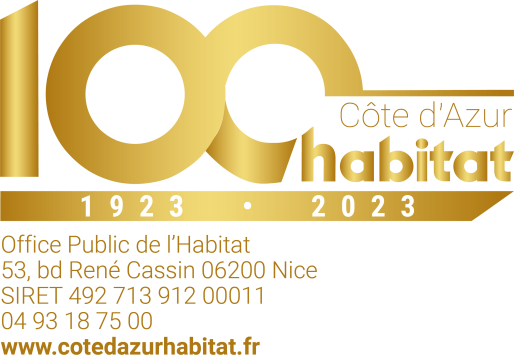 100
Côte d'Azur
habitat
1923 • 2023
Office Public de l'Habitat
53, bd René Cassin 06200 Nice
SIRET 492 713 912 00011
04 93 18 75 00
www.cotedazurhabitat.fr